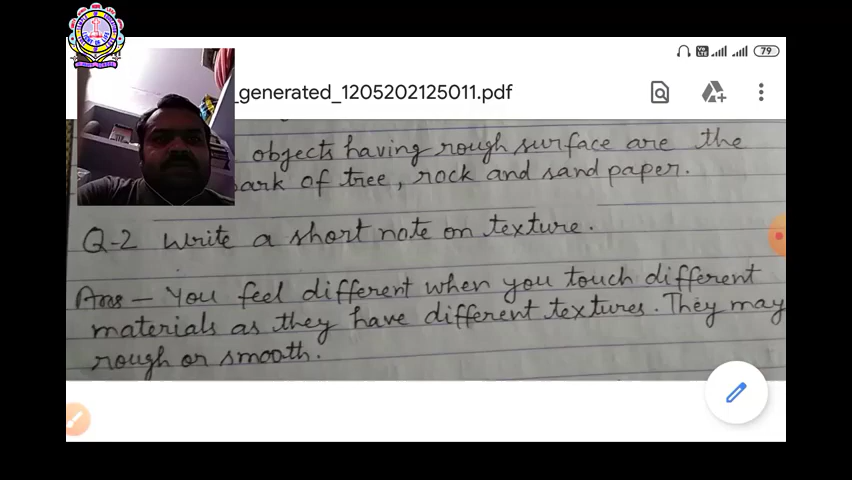 79
_generated_1205202125011.pdf
objects having rough surface are the
bark of tree, rock and sand paper.
Q-2 Write a short note on texture.
Ans - You feel different when you touch different
materials as they have different textures. They may
rough or smooth.